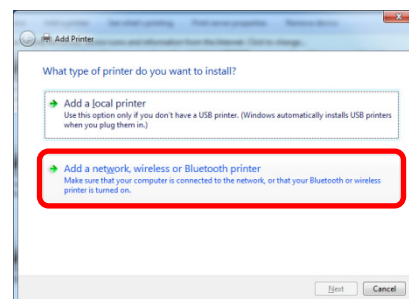 Add Printer
What type of printer do you want to install?
Add a local printer
Use this option only if you don't have a USB printer. (Windows automatically installs USB printers
when you plug them in.)
Add a network, wireless or Bluetooth printer
Make sure that your computer is connected to the network, or that your Bluetooth or wireless
printer is turned on.
Next Cancel